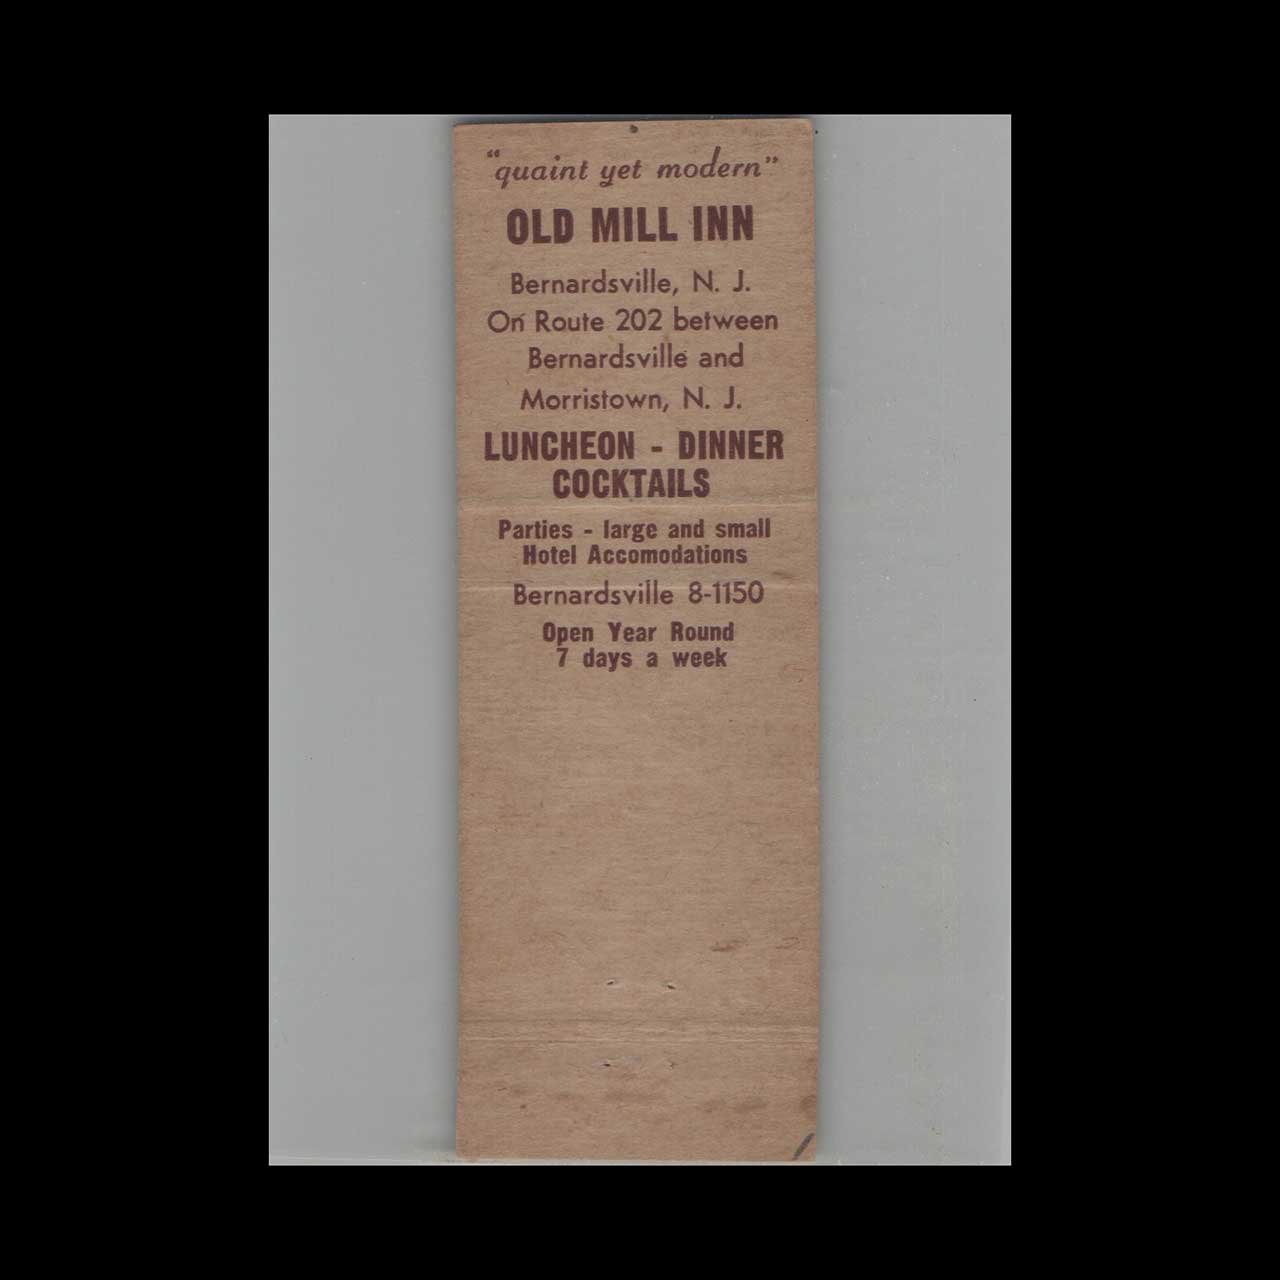 "quaint yet modern"
OLD MILL INN
Bernardsville, N. J.
On Route 202 between
Bernardsville and
Morristown, N. J.
LUNCHEON - DINNER
COCKTAILS
Parties - large and small
Hotel Accomodations
Bernardsville 8-1150
Open Year Round
7 days a week